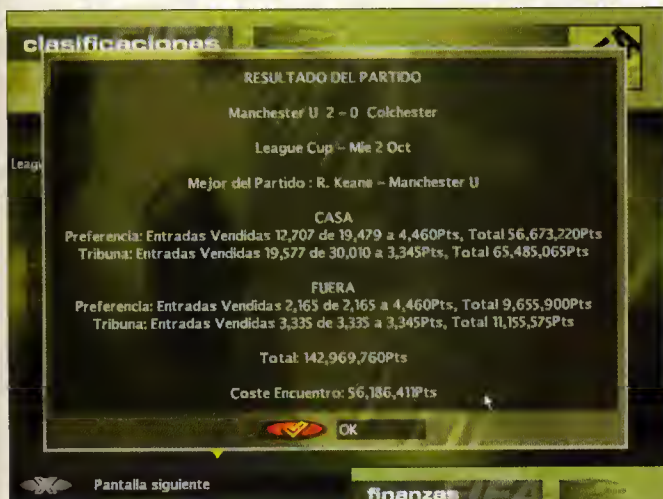 clasificaciones
RESULTADO DEL PARTIDO
Manchester U 2 - 0 Colchester
League Cup - Mie 2 Oct
Mejor del Partido : R. Keane - Manchester U
CASA
Preferencia: Entradas Vendidas 12,707 de 19,479 a 4,460Pts, Total 56,673,220Pts
Tribuna: Entradas Vendidas 19,577 de 30,010 a 3,345Pts, Total 65,485,065Pts
FUERA
Preferencia: Entradas Vendidas 2,165 de 2,165 a 4,460Pts, Total 9,655,900Pts
Tribuna: Entradas Vendidas 3,335 de 3,335 a 3,345Pts, Total 11,155,575Pts
Total: 142,969,760Pts
Coste Encuentro: 56,186,411Pts
OK
Pantalla siguiente
finanzas